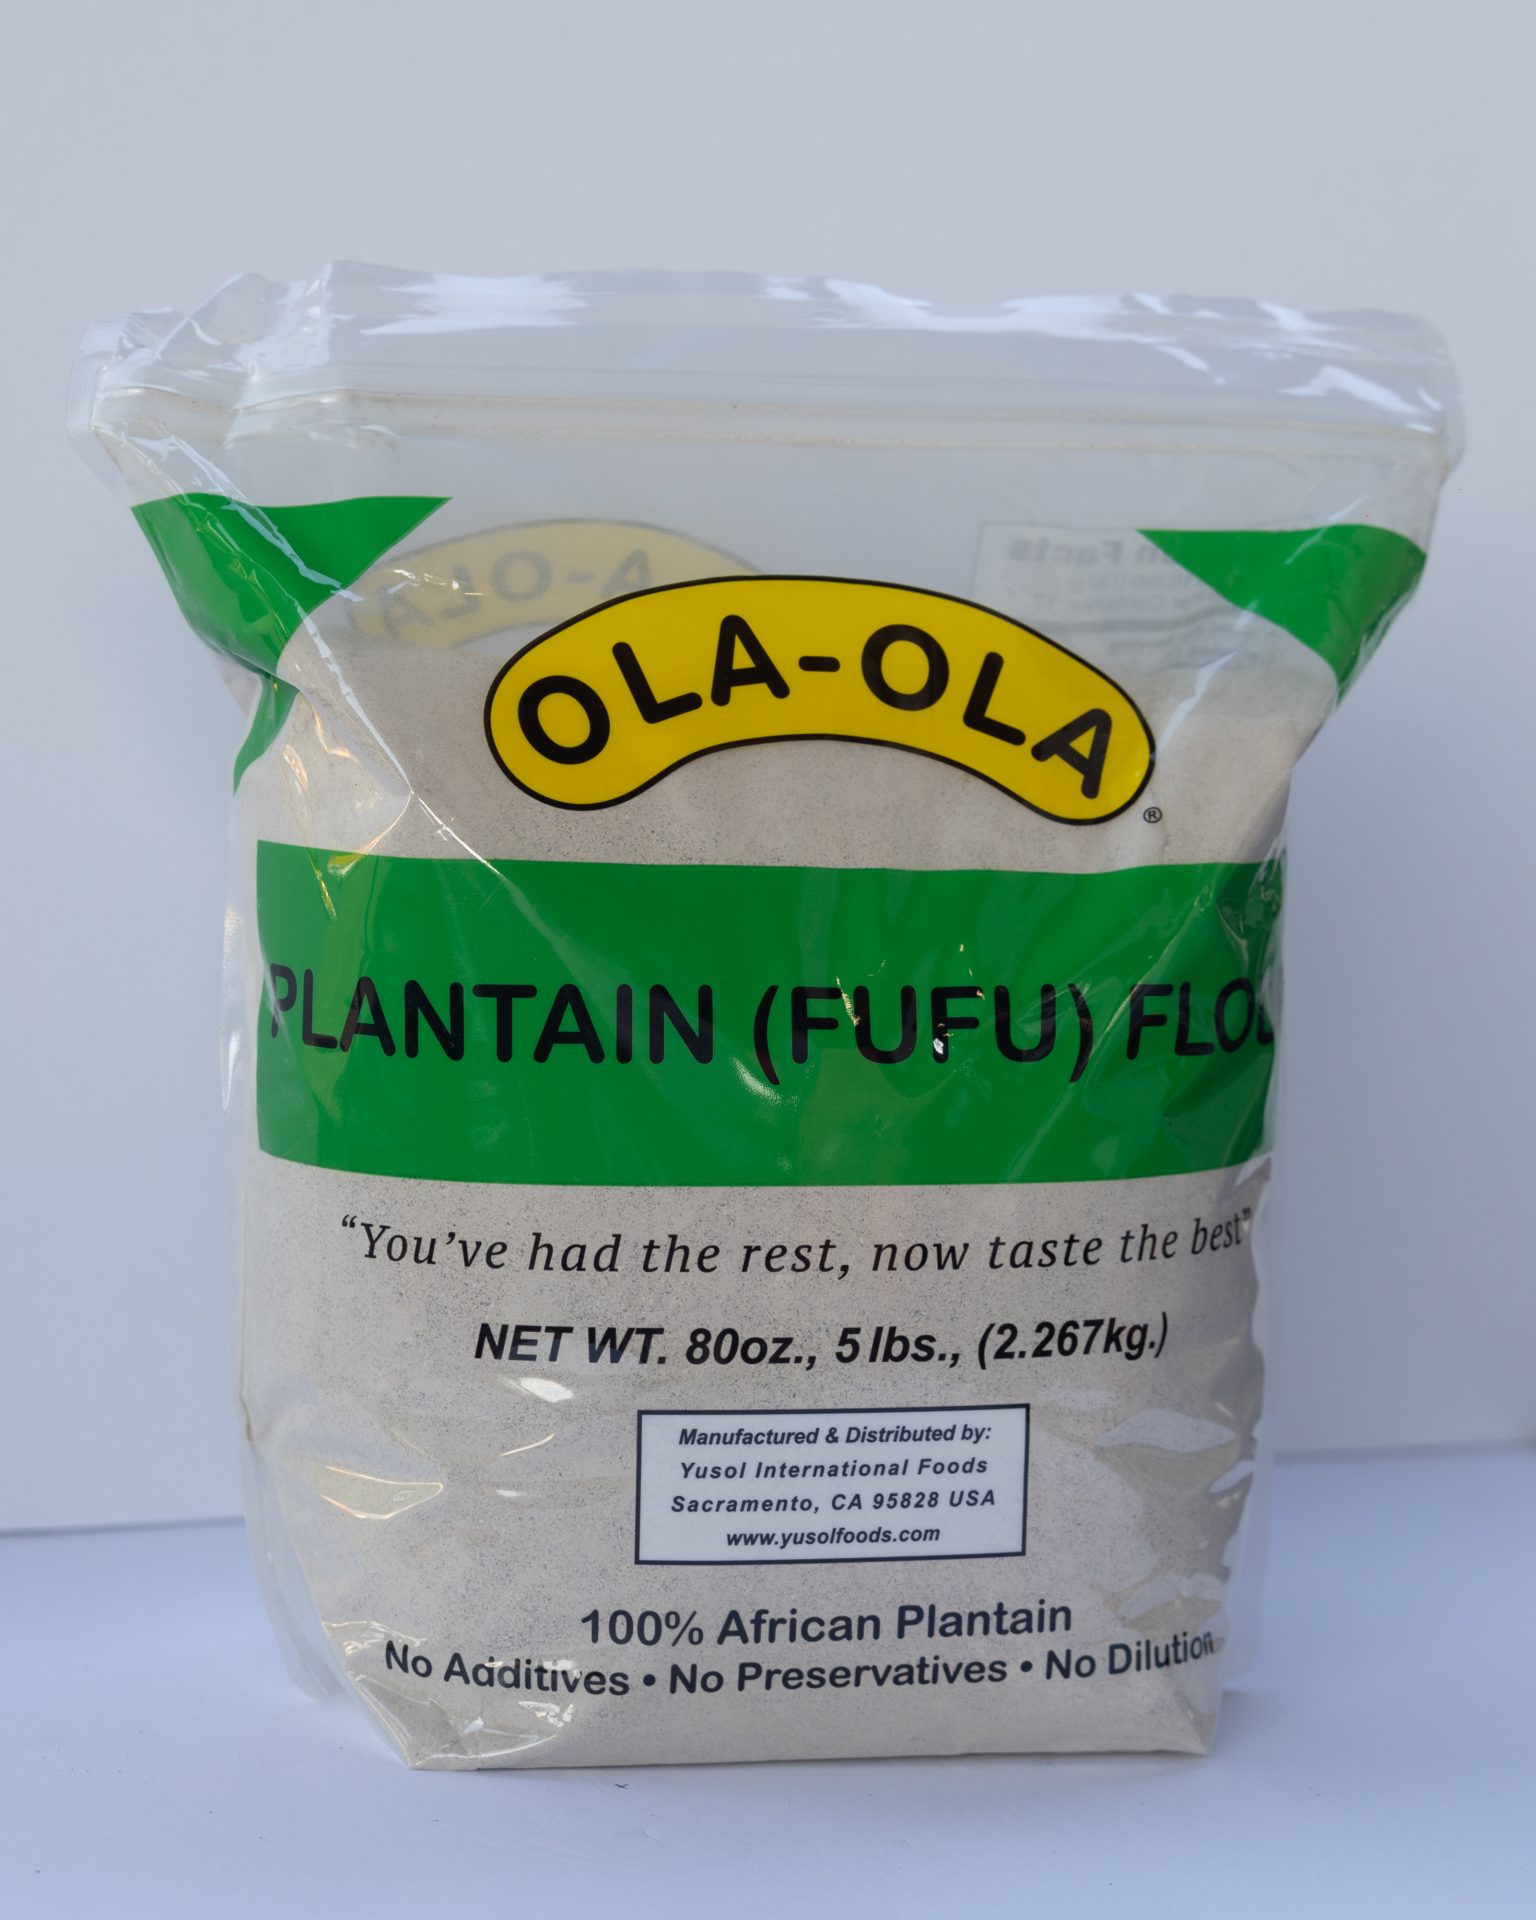 OLA-OLA
®
PLANTAIN (FUFU) FLOU
“You’ve had the rest, now taste the best”
NET WT. 80oz., 5 lbs., (2.267kg.)
Manufactured & Distributed by:
Yusol International Foods
Sacramento, CA 95828 USA
www.yusolfoods.com
100% African Plantain
No Additives • No Preservatives • No Dilution